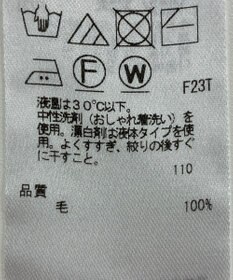 F W
F23T
液温は30℃以下。
中性洗剤（おしゃれ着洗い）を
使用。漂白剤は液体タイプを使
用。よくすすぎ、絞りの後すぐ
に干すこと。
110
品質
毛 100%